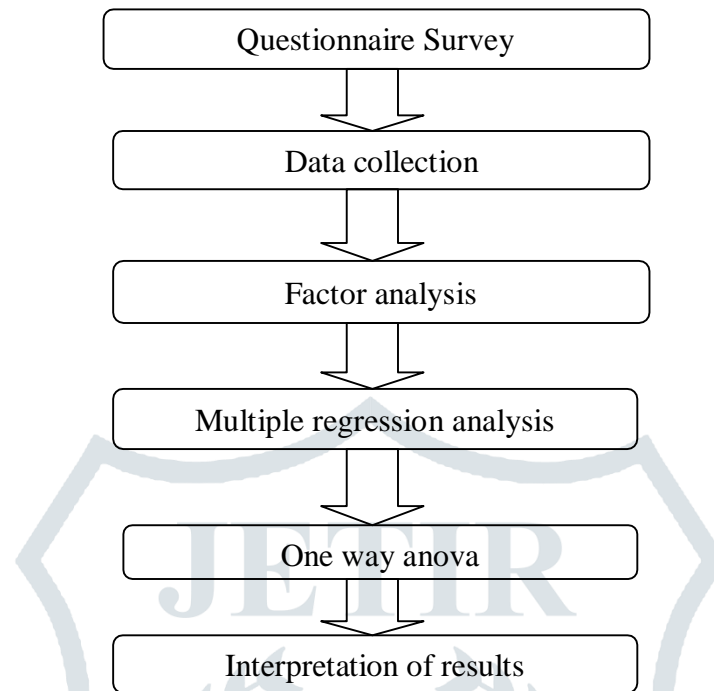 Questionnaire Survey
Data collection
Factor analysis
Multiple regression analysis
One way anova
JETIR
Interpretation of results